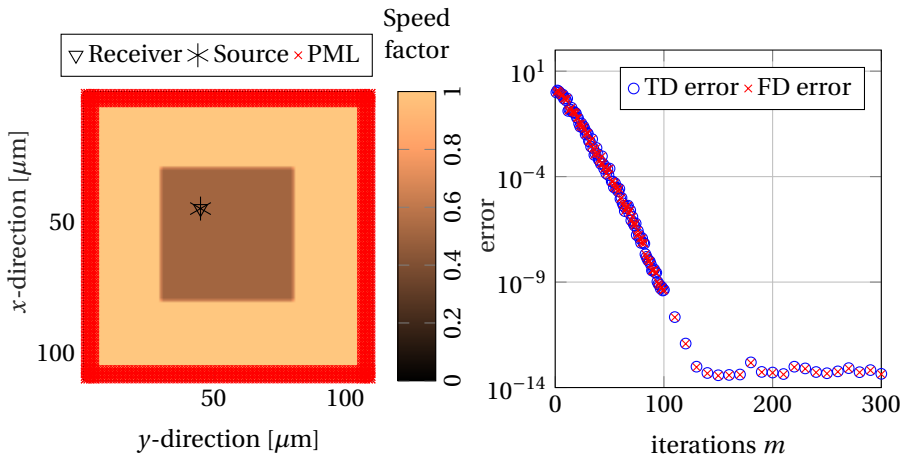 Speed
factor
Receiver Source PML
x-direction [μm]
50
100
50
100
y-direction [μm]
1
0.8
0.6
0.4
0.2
0
TD error FD error
error
10^1
10^−4
10^−9
10^−14
0
100
200
300
iterations m